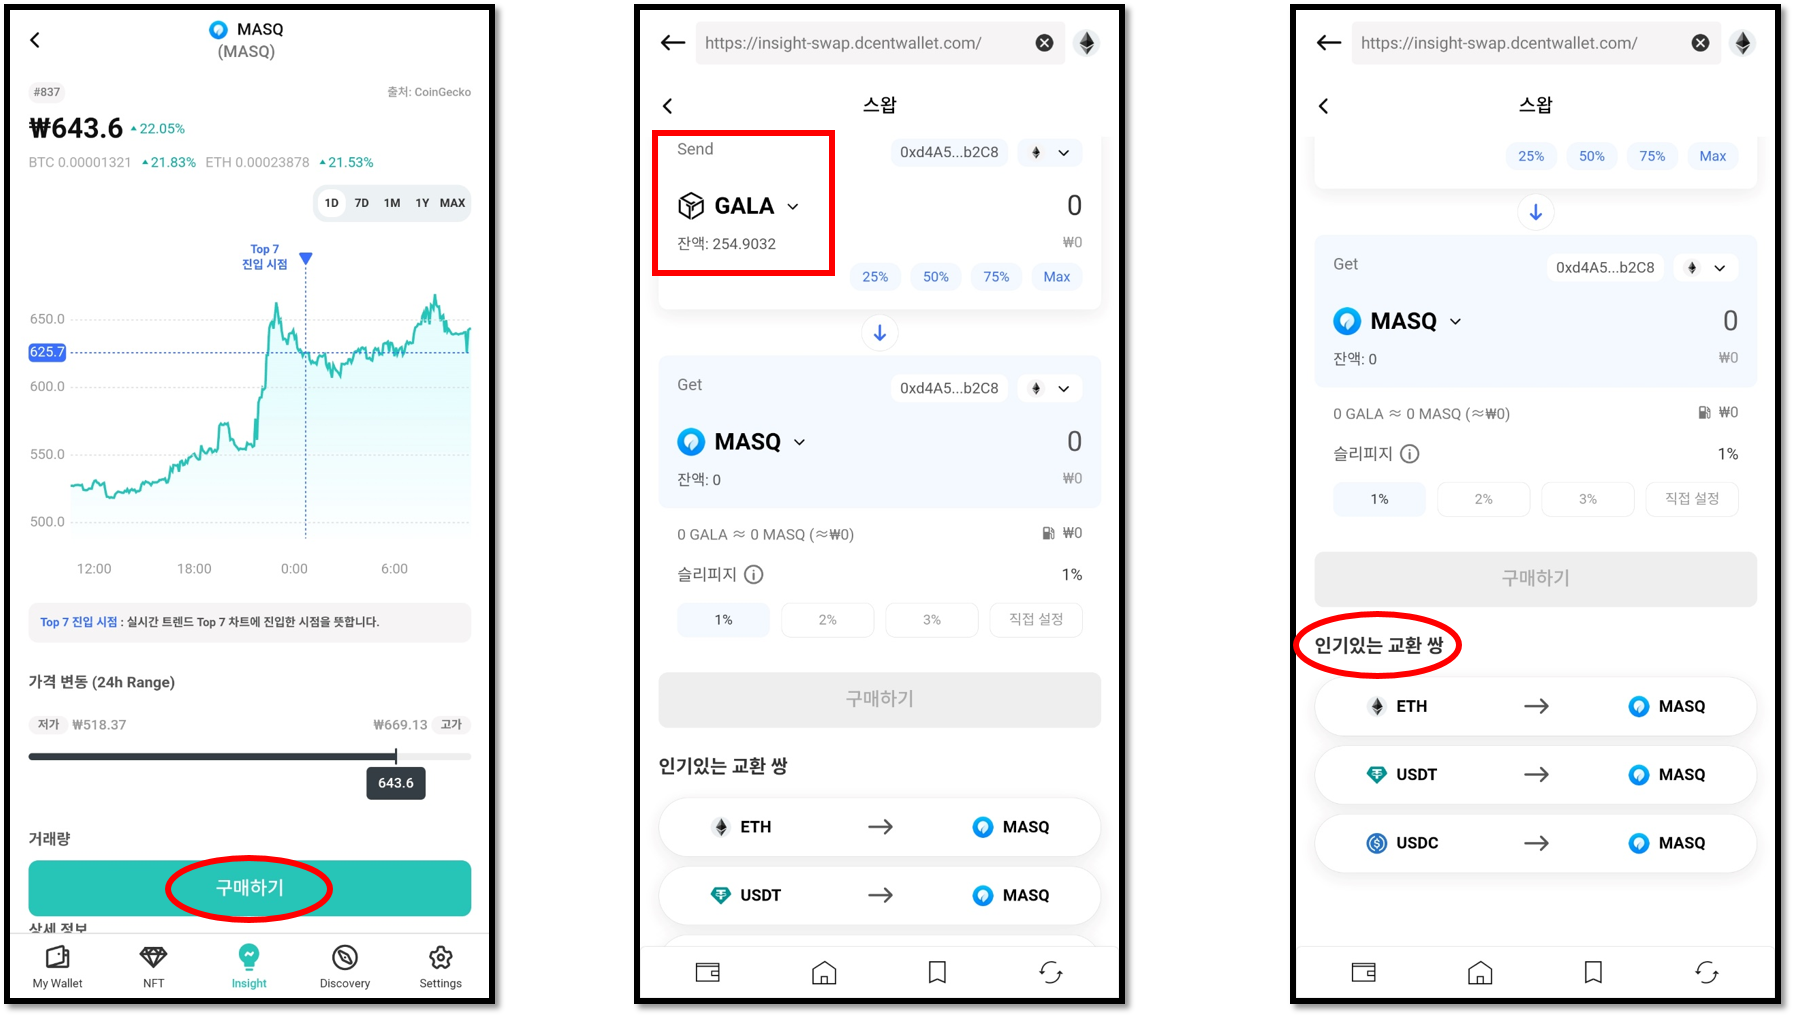 MASQ
(MASQ)
#837
출처: CoinGecko
₩643.6 22.05%
BTC 0.00001321 21.83% ETH 0.00023878 21.53%
1D 7D 1M 1Y MAX
Top 7
진입 시점
650.0
625.7
600.0
550.0
500.0
12:00 18:00 0:00 6:00
Top 7 진입 시점 : 실시간 트렌드 Top 7 차트에 진입한 시점을 뜻합니다.
가격 변동 (24h Range)
저가 ₩518.37 ₩669.13 고가
643.6
거래량
구매하기
상세 정보
My Wallet NFT Insight Discovery Settings
https://insight-swap.dcentwallet.com/
스왑
Send 0xd4A5...b2C8
GALA 0
잔액: 254.9032 ₩0
25% 50% 75% Max
Get 0xd4A5...b2C8
MASQ 0
잔액: 0 ₩0
0 GALA ≈ 0 MASQ (≈₩0) ₩0
슬리피지 1%
1% 2% 3% 직접 설정
구매하기
인기있는 교환 쌍
ETH → MASQ
USDT → MASQ
https://insight-swap.dcentwallet.com/
스왑
25% 50% 75% Max
Get 0xd4A5...b2C8
MASQ 0
잔액: 0 ₩0
0 GALA ≈ 0 MASQ (≈₩0) ₩0
슬리피지 1%
1% 2% 3% 직접 설정
구매하기
인기있는 교환 쌍
ETH → MASQ
USDT → MASQ
USDC → MASQ